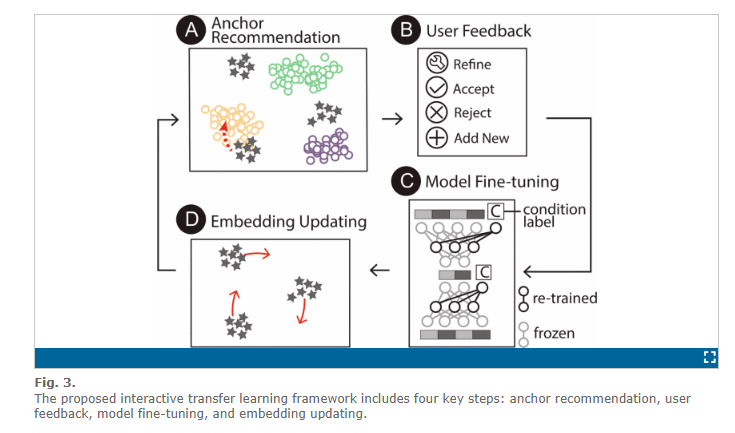 A Anchor
Recommendation
B User Feedback
Refine
Accept
Reject
Add New
C Model Fine-tuning
C condition
label
C
re-trained
frozen
D Embedding Updating
Fig. 3.
The proposed interactive transfer learning framework includes four key steps: anchor recommendation, user
feedback, model fine-tuning, and embedding updating.